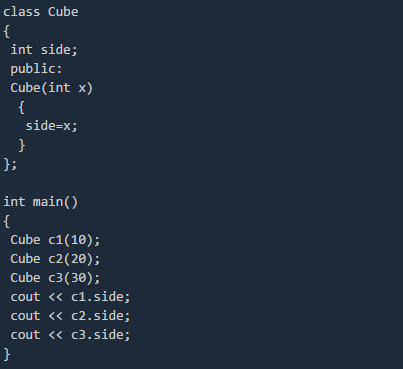 class Cube
{
 int side;
 public:
 Cube(int x)
  {
   side=x;
  }
};

int main()
{
 Cube c1(10);
 Cube c2(20);
 Cube c3(30);
 cout << c1.side;
 cout << c2.side;
 cout << c3.side;
}